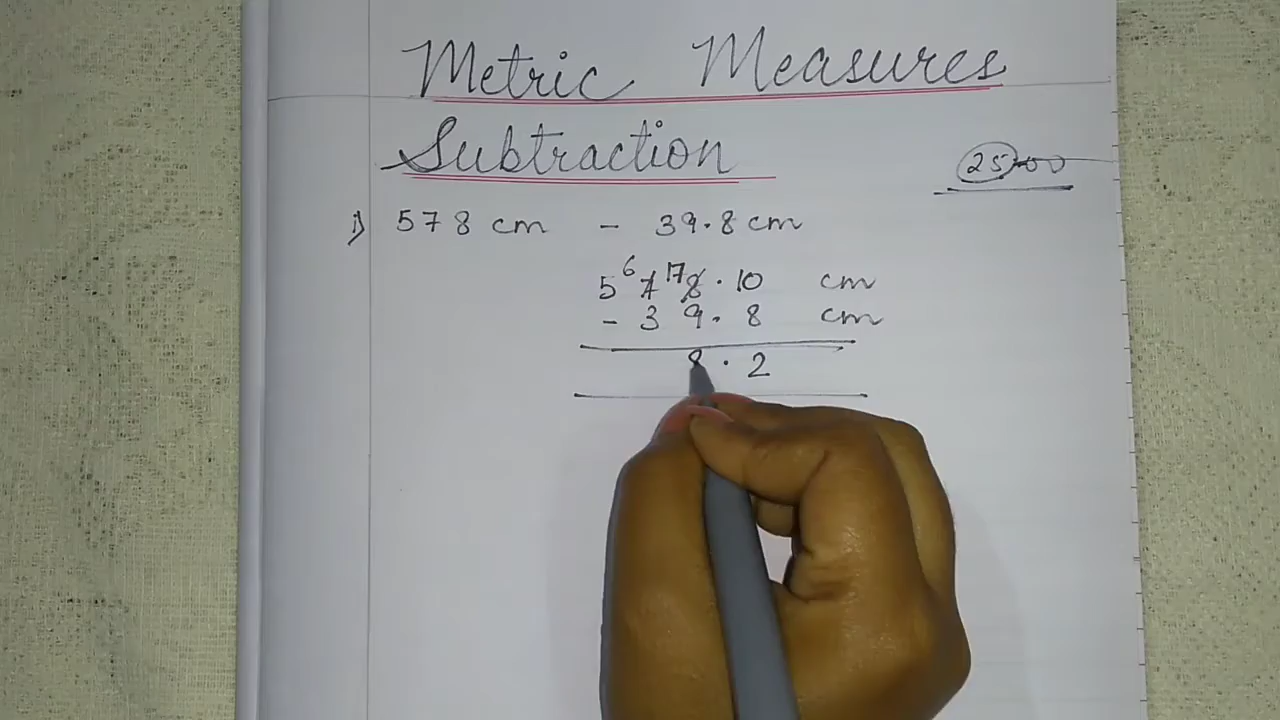 Metric Measures
Subtraction
25.00
1) 578 cm - 39.8 cm
5 6 7 17 8 . 10 cm
- 3 9 . 8 cm
8 . 2